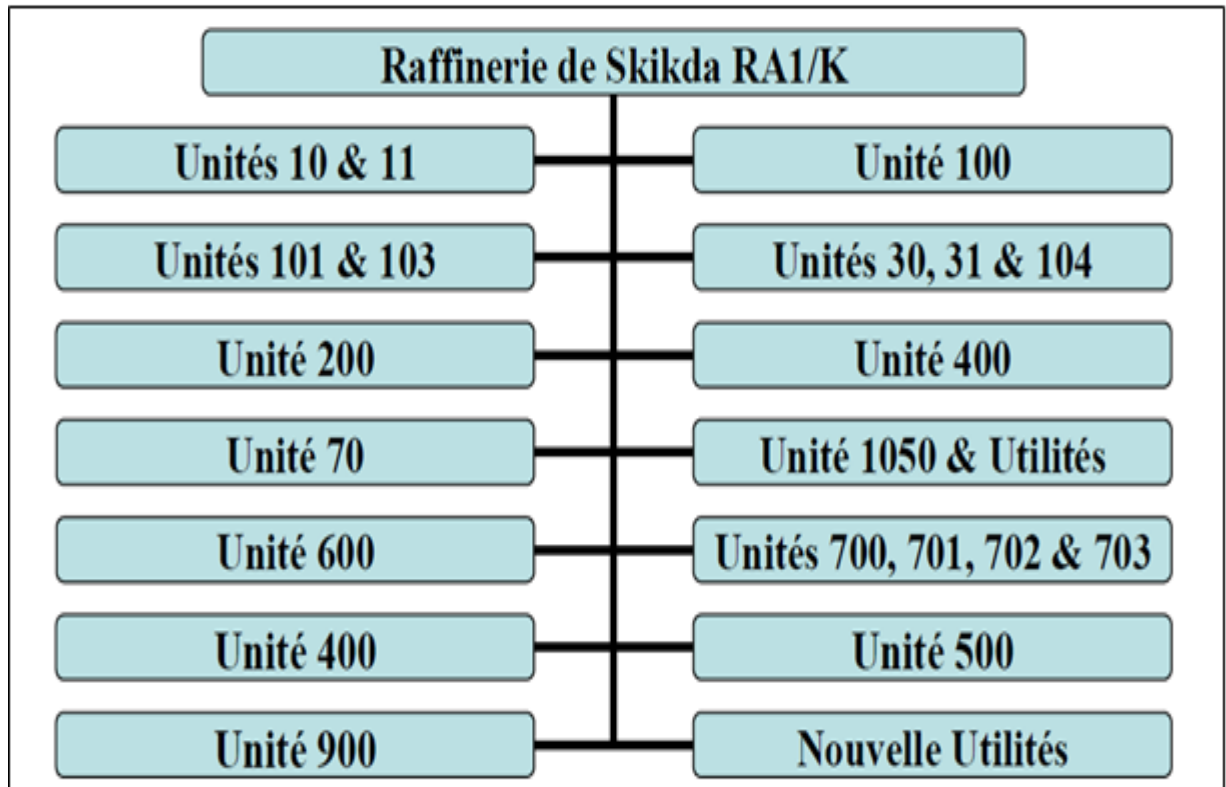 Raffinerie de Skikda RA1/K
Unités 10 & 11
Unité 100
Unités 101 & 103
Unités 30, 31 & 104
Unité 200
Unité 400
Unité 70
Unité 1050 & Utilités
Unité 600
Unités 700, 701, 702 & 703
Unité 400
Unité 500
Unité 900
Nouvelle Utilités